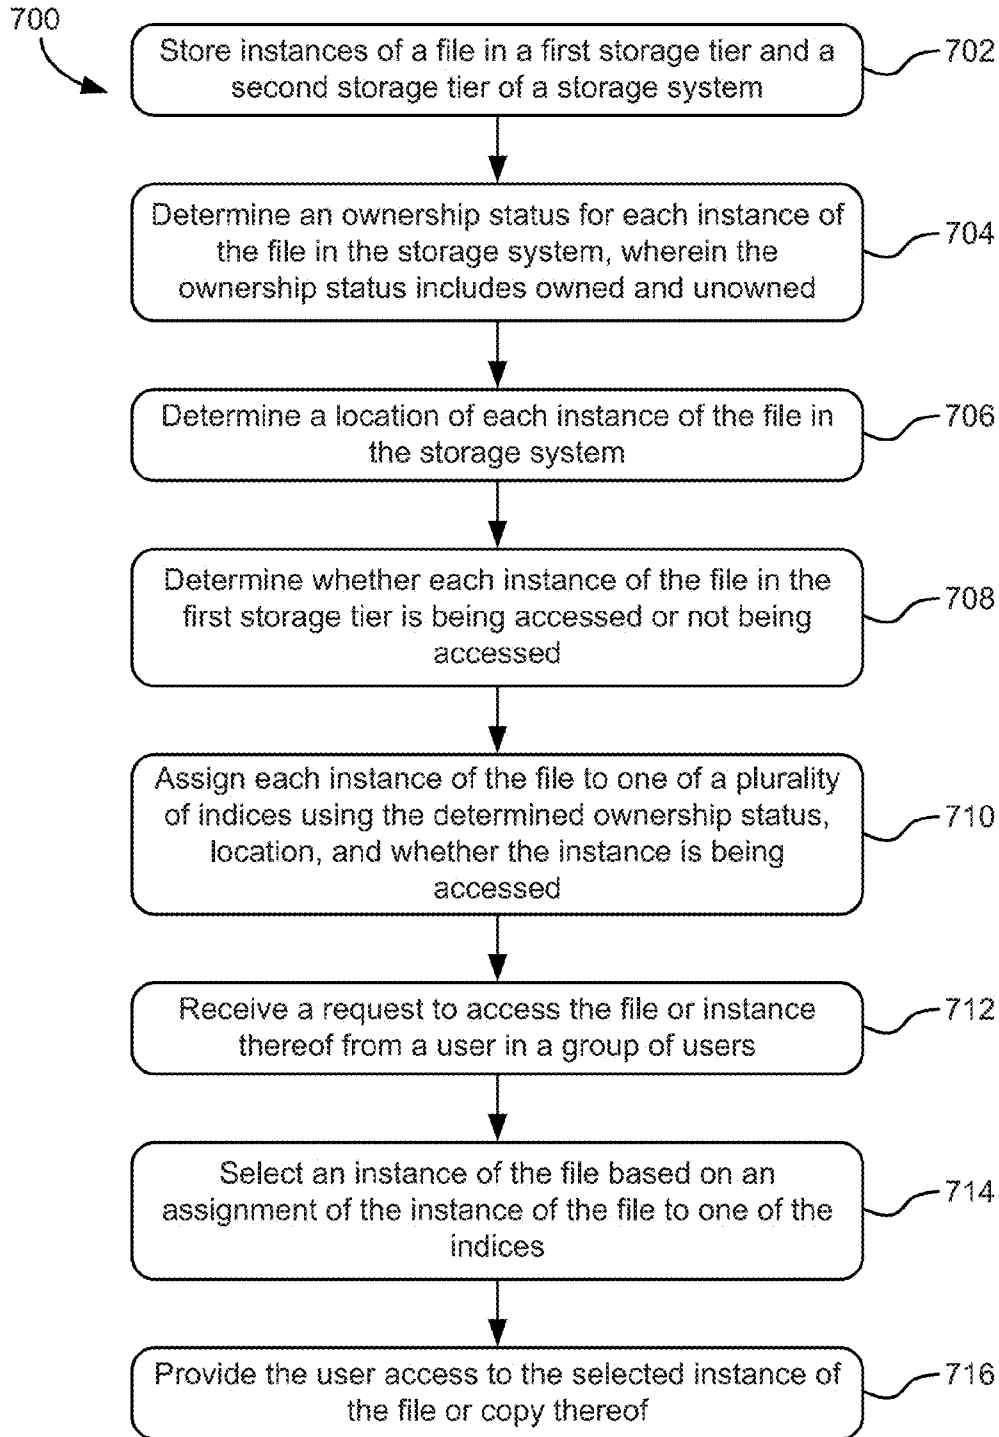 700
Store instances of a file in a first storage tier and a
second storage tier of a storage system
702
Determine an ownership status for each instance of
the file in the storage system, wherein the
ownership status includes owned and unowned
704
Determine a location of each instance of the file in
the storage system
706
Determine whether each instance of the file in the
first storage tier is being accessed or not being
accessed
708
Assign each instance of the file to one of a plurality
of indices using the determined ownership status,
location, and whether the instance is being
accessed
710
Receive a request to access the file or instance
thereof from a user in a group of users
712
Select an instance of the file based on an
assignment of the instance of the file to one of the
indices
714
Provide the user access to the selected instance of
the file or copy thereof
716